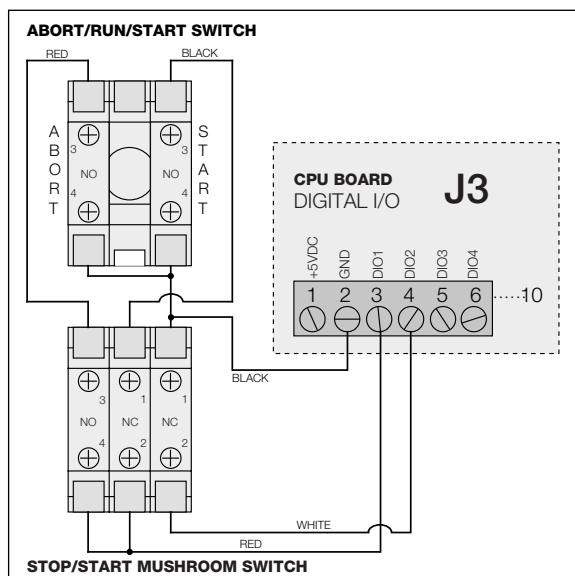 ABORT/RUN/START SWITCH
RED
BLACK
ABORT
START
3
NO
4
3
NO
4
CPU BOARD
DIGITAL I/O
J3
+5VDC
GND
DIO1
DIO2
DIO3
DIO4
1 2 3 4 5 6 ......10
BLACK
3 1 1
NO NC NC
4 2 2
WHITE
RED
STOP/START MUSHROOM SWITCH